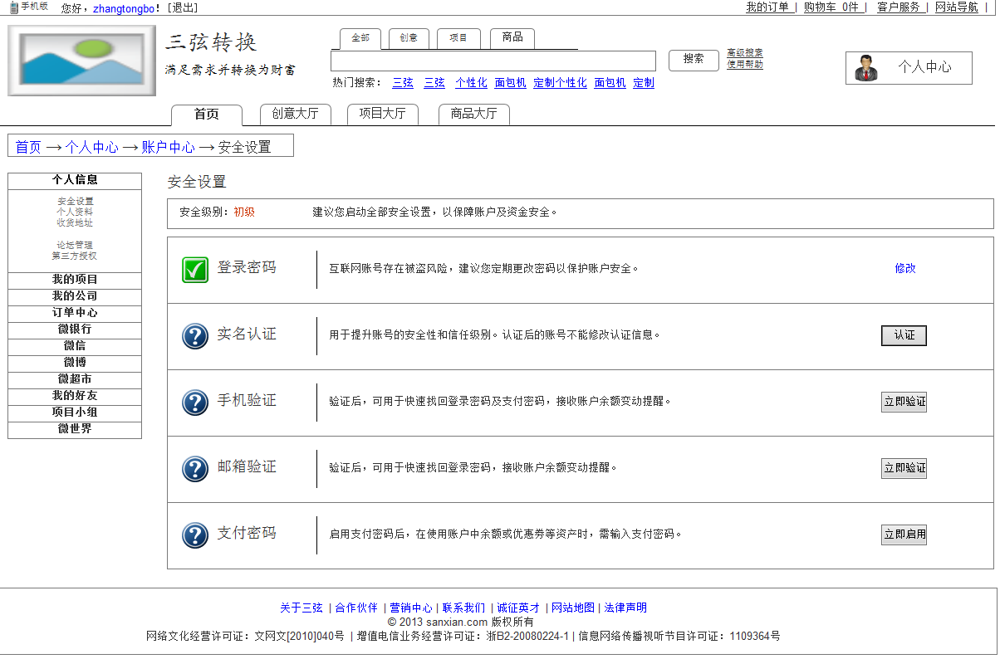 手机版 您好，zhangtongbo！[退出] 我的订单 | 购物车 0件 | 客户服务 | 网站导航 |
三弦转换
满足需求并转换为财富
全部 创意 项目 商品
搜索 高级搜索
使用帮助
个人中心
热门搜索： 三弦 三弦 个性化 面包机 定制个性化 面包机 定制
首页 创意大厅 项目大厅 商品大厅
首页 → 个人中心 → 账户中心 → 安全设置
个人信息
安全设置
个人资料
收货地址
论坛管理
第三方授权
我的项目
我的公司
订单中心
微银行
微信
微博
微超市
我的好友
项目小组
微世界
安全设置
安全级别：初级 建议您启动全部安全设置，以保障账户及资金安全。
登录密码 互联网账号存在被盗风险，建议您定期更改密码以保护账户安全。 修改
实名认证 用于提升账号的安全性和信任级别。认证后的账号不能修改认证信息。 认证
手机验证 验证后，可用于快速找回登录密码及支付密码，接收账户余额变动提醒。 立即验证
邮箱验证 验证后，可用于快速找回登录密码，接收账户余额变动提醒。 立即验证
支付密码 启用支付密码后，在使用账户中余额或优惠券等资产时，需输入支付密码。 立即启用
关于三弦 | 合作伙伴 | 营销中心 | 联系我们 | 诚征英才 | 网站地图 | 法律声明
© 2013 sanxian.com 版权所有
网络文化经营许可证：文网文[2010]040号 | 增值电信业务经营许可证：浙B2-20080224-1 | 信息网络传播视听节目许可证：1109364号